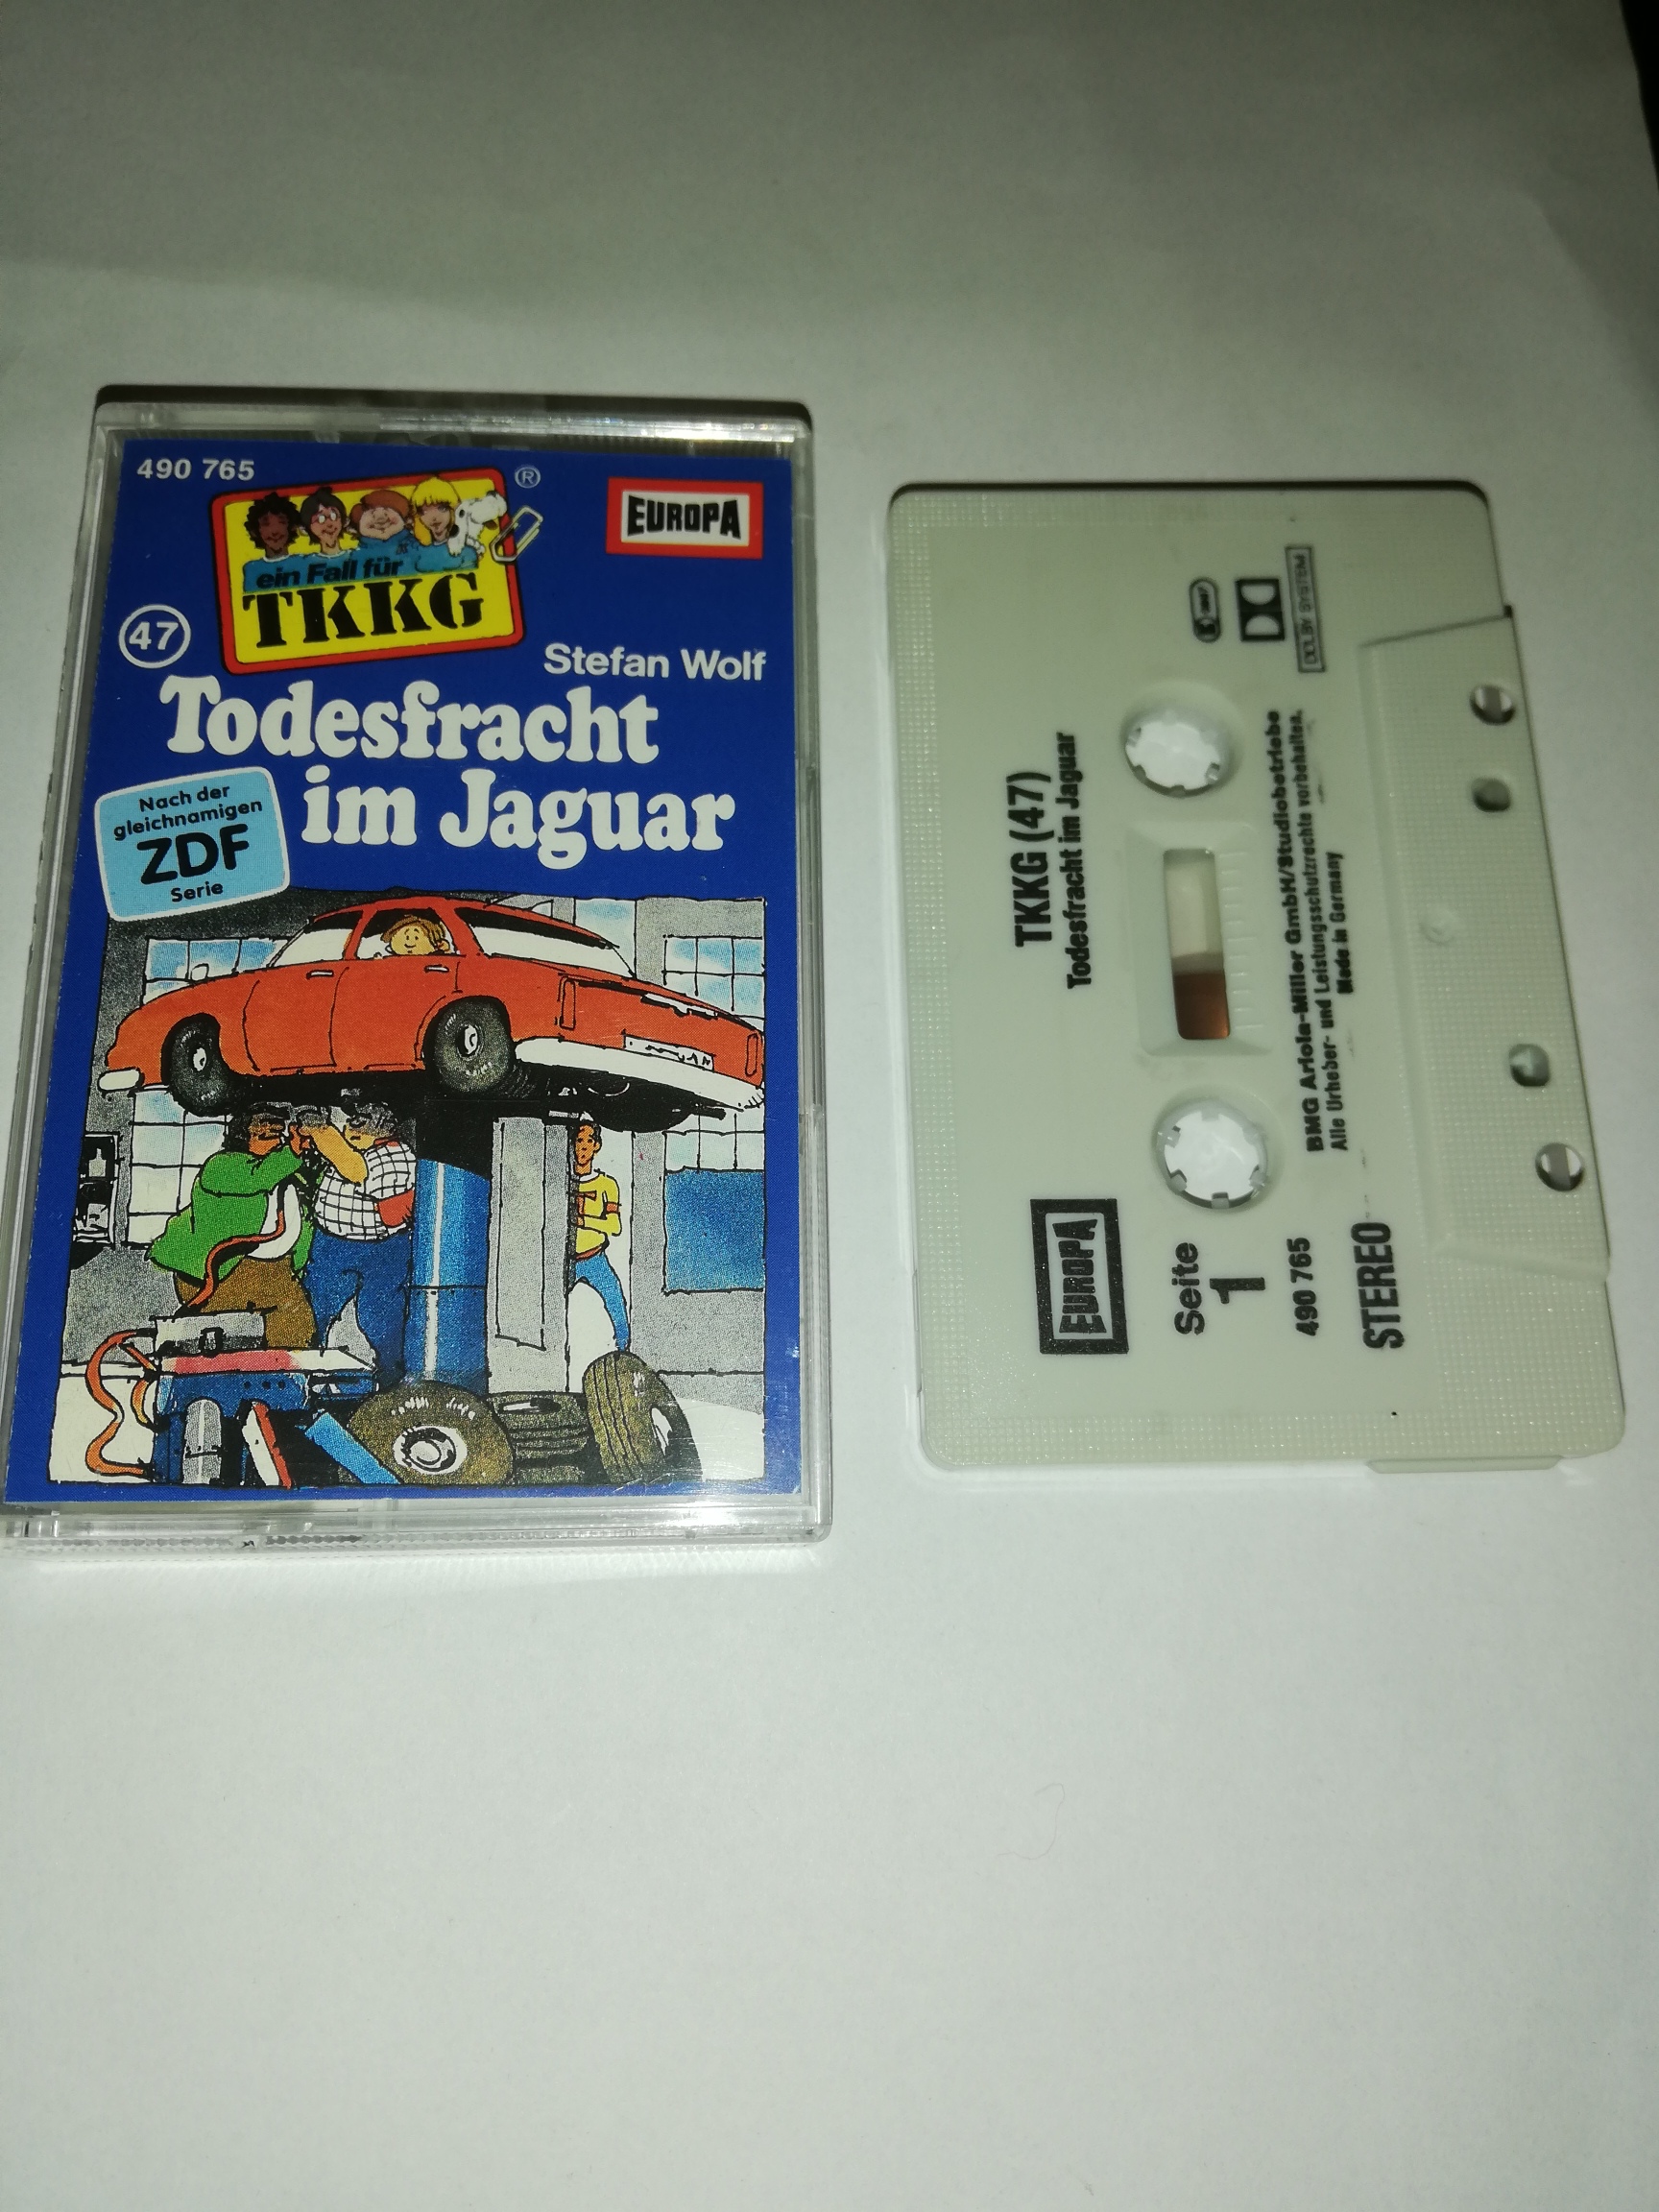 490 765
®
EUROPA
ein Fall für
TKKG
47
Stefan Wolf
Todesfracht
im Jaguar
Nach der
gleichnamigen
ZDF
Serie
TKKG (47)
Todesfracht im Jaguar
EUROPA
Seite
1
490 765
STEREO
DOLBY SYSTEM
BMG Ariola-Miller GmbH/Studiobetriebe
Alle Urheber- und Leistungsschutzrechte vorbehalten.
Made in Germany